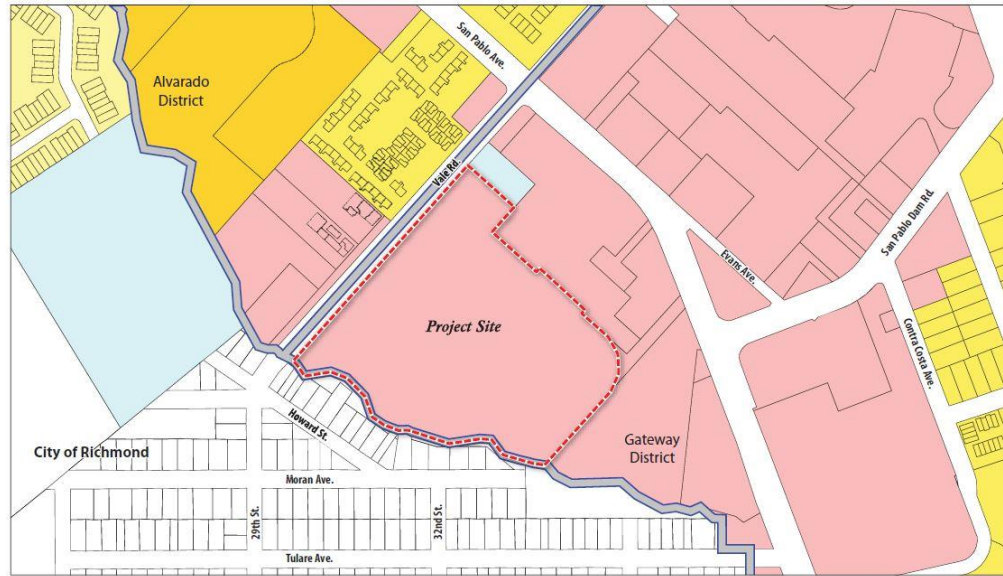 San Pablo Ave.
Alvarado
District
Vale Rd.
San Pablo Dam Rd.
Evans Ave.
Project Site
Contra Costa Ave.
Howard St.
City of Richmond
Gateway
District
Moran Ave.
29th St.
32nd St.
Tulare Ave.